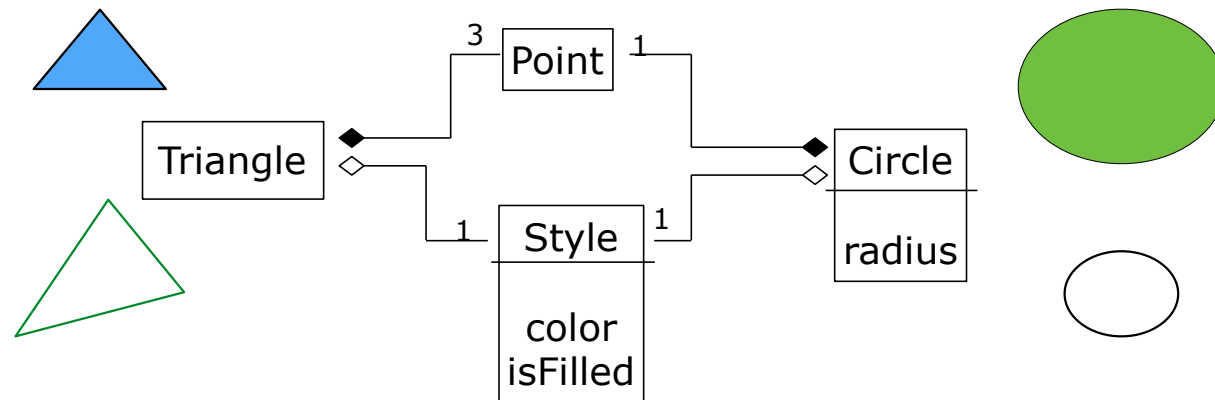 3
Point
1
Triangle
Circle
radius
1
Style
1
color
isFilled